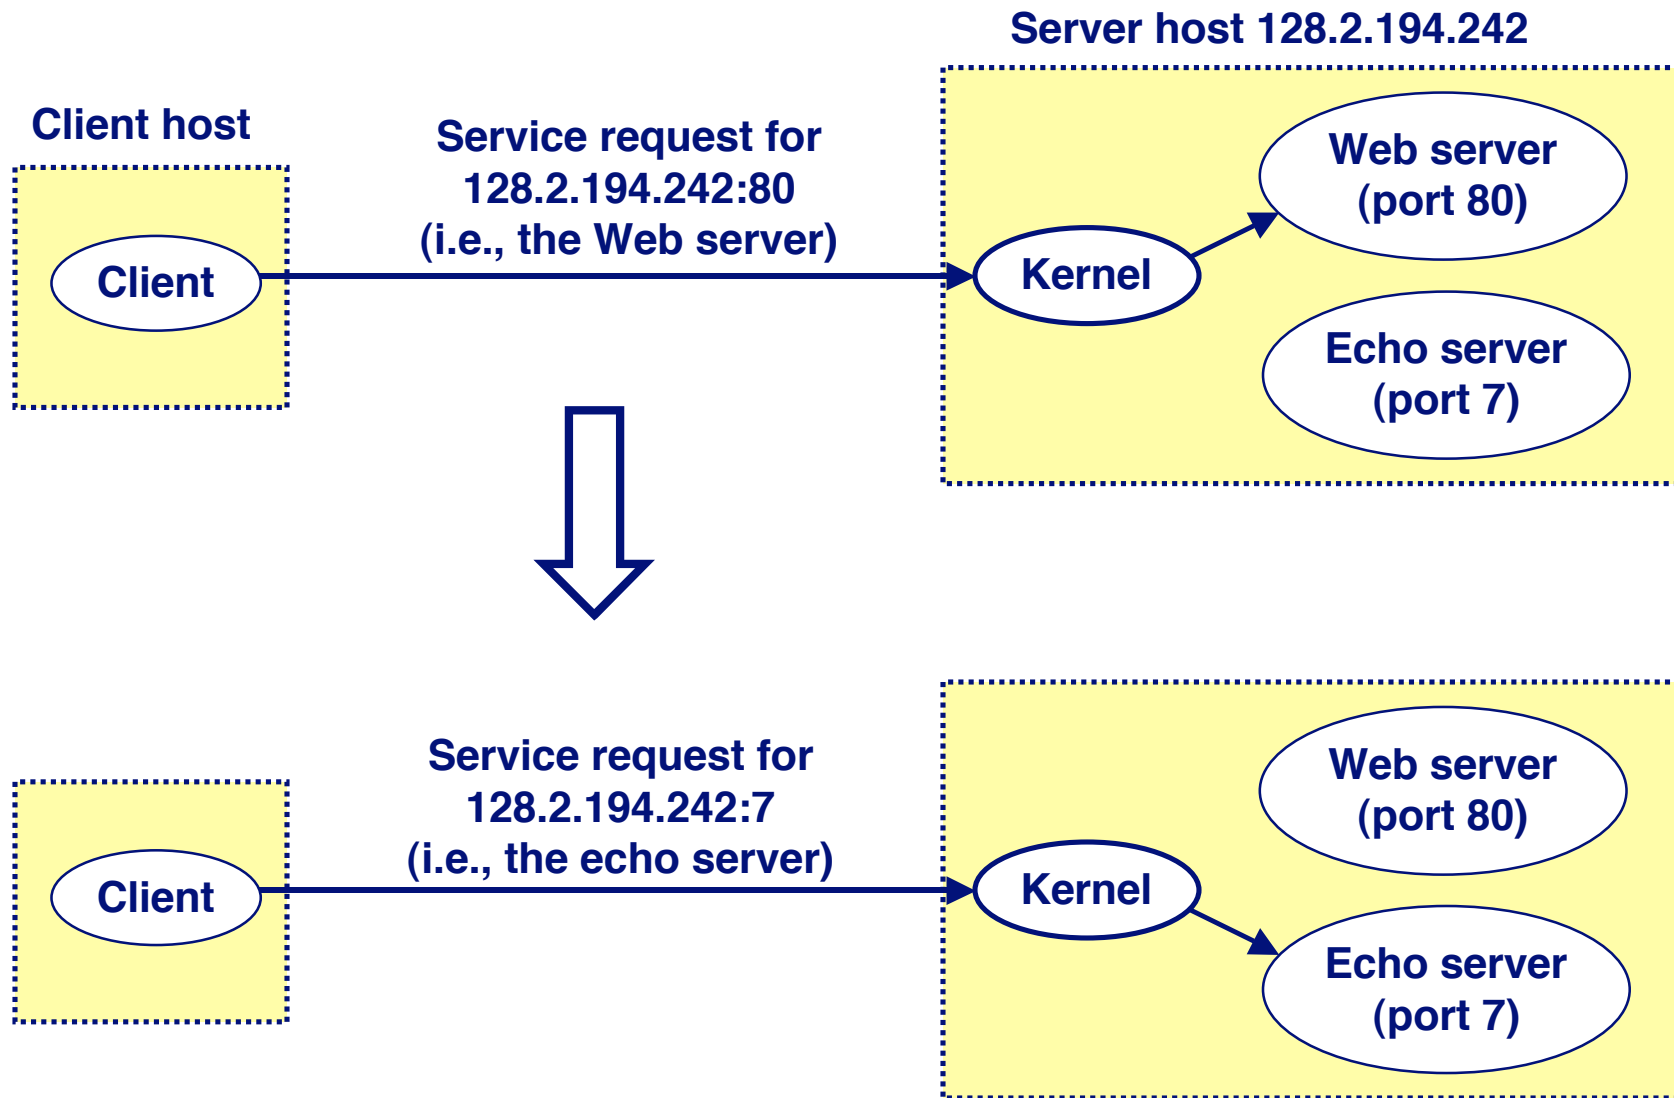 Server host 128.2.194.242
Client host
Service request for
128.2.194.242:80
(i.e., the Web server)
Client
Kernel
Web server
(port 80)
Echo server
(port 7)
Service request for
128.2.194.242:7
(i.e., the echo server)
Client
Kernel
Web server
(port 80)
Echo server
(port 7)